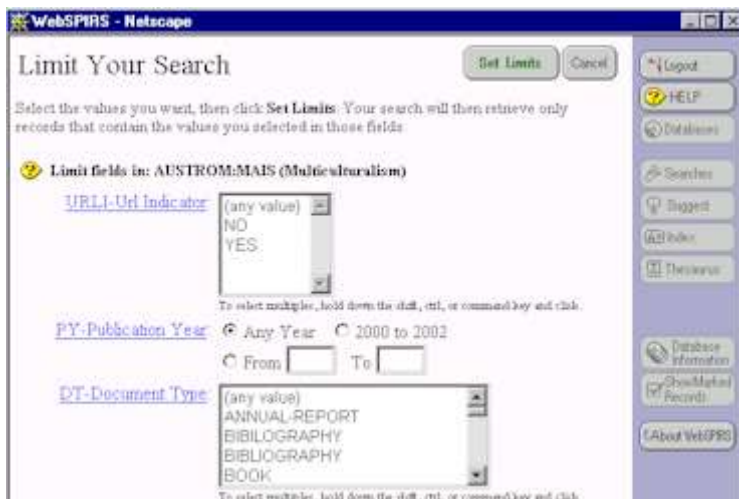 WebSPIRS - Netscape
Limit Your Search
Set Limits
Cancel
Select the values you want, then click Set Limits. Your search will then retrieve only
records that contain the values you selected in those fields
Limit fields in: AUSTROM:MAIS (Multiculturalism)
URLI-Url Indicator
(any value)
NO
YES
To select multiples, hold down the shift, ctrl, or command key and click.
PY-Publication Year
Any Year
2000 to 2002
From
To
DT-Document Type
(any value)
ANNUAL-REPORT
BIBILOGRAPHY
BIBLIOGRAPHY
BOOK
To select multiples, hold down the shift, ctrl, or command key and click.
Logout
HELP
Databases
Searches
Suggest
Index
Thesaurus
Database
Information
Show Marked
Records
About WebSPIRS